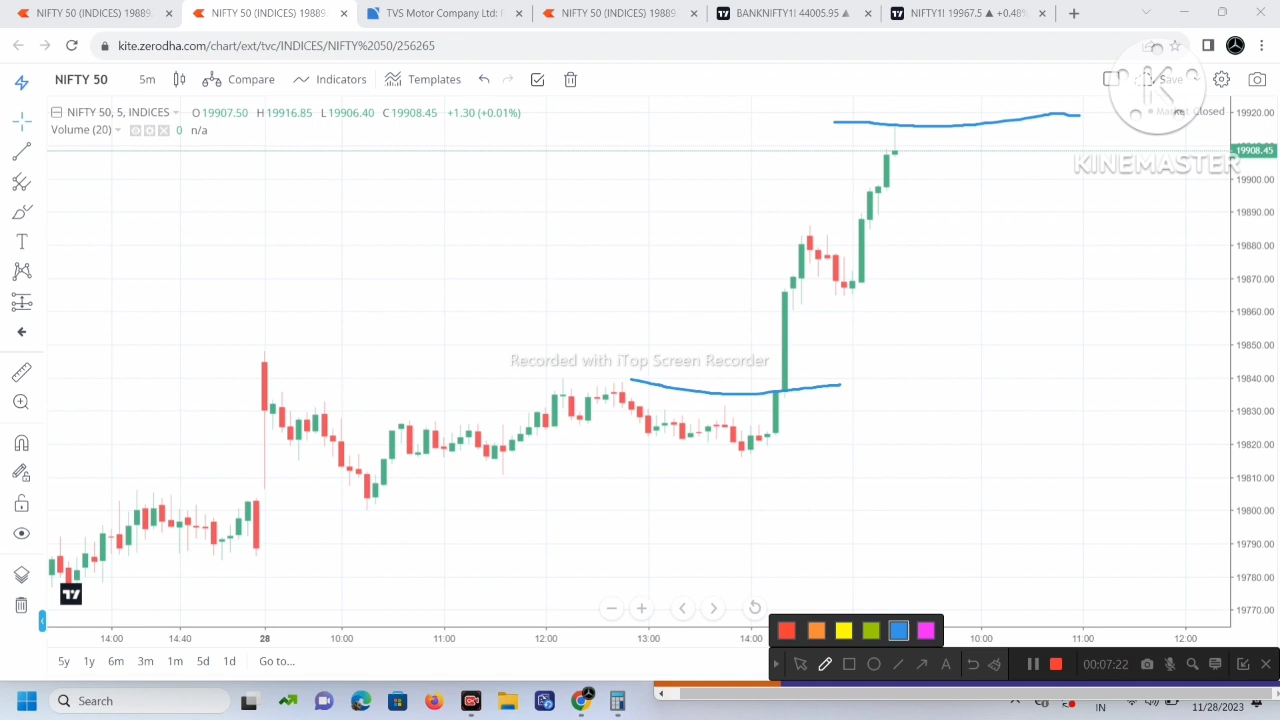 NIFTY 50 (INDICES) 19889.
NIFTY 50 (INDICES) 19889.
TVS Motor Company Ltd:
NIFTY 50 (INDICES) 19889.
BANKNIFTY1! 44005.95 ▲
NIFTY1! 19967.5 ▲ +0.48%
kite.zerodha.com/chart/ext/tvc/INDICES/NIFTY%2050/256265
NIFTY 50 5m Compare Indicators Templates Save
NIFTY 50, 5, INDICES O19907.50 H19916.85 L19906.40 C19908.45 +1.30 (+0.01%)
Market Closed
Volume (20) 0 n/a
K
KINEMASTER
19920.00
19908.45
19900.00
19890.00
19880.00
19870.00
19860.00
19850.00
19840.00
19830.00
19820.00
19810.00
19800.00
19790.00
19780.00
19770.00
Recorded with iTop Screen Recorder
14:00 14:40 28 10:00 11:00 12:00 13:00 14:00 10:00 11:00 12:00
5y 1y 6m 3m 1m 5d 1d Go to...
00:07:22
Search
IN
11/28/2023